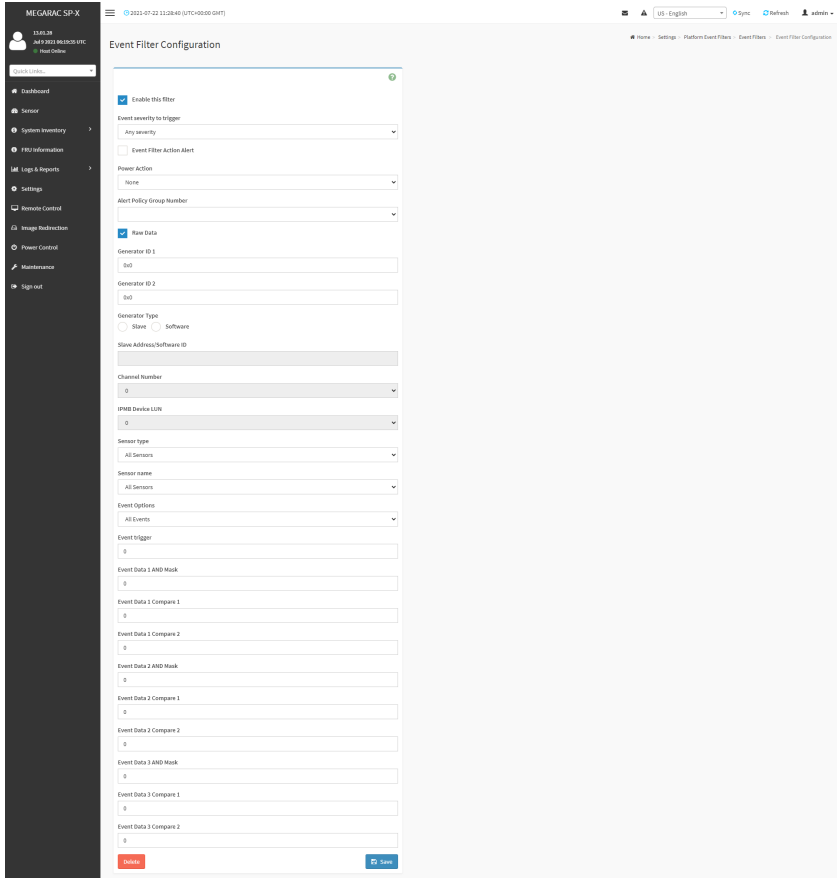 MEGARAC SP-X
2021-07-22 11:28:40 (UTC+00:00 GMT)
US - English
Sync
Refresh
admin
13.01.26
Jul 9 2021 06:19:35 UTC
Host Online
Quick Links...
Dashboard
Sensor
System Inventory
FRU Information
Logs & Reports
Settings
Remote Control
Image Redirection
Power Control
Maintenance
Sign out
Event Filter Configuration
Home > Settings > Platform Event Filters > Event Filters > Event Filter Configuration
Enable this filter
Event severity to trigger
Any severity
Event Filter Action Alert
Power Action
None
Alert Policy Group Number
Raw Data
Generator ID 1
0x0
Generator ID 2
0x0
Generator Type
Slave Software
Slave Address/Software ID
Channel Number
0
IPMB Device LUN
0
Sensor type
All Sensors
Sensor name
All Sensors
Event Options
All Events
Event trigger
0
Event Data 1 AND Mask
0
Event Data 1 Compare 1
0
Event Data 1 Compare 2
0
Event Data 2 AND Mask
0
Event Data 2 Compare 1
0
Event Data 2 Compare 2
0
Event Data 3 AND Mask
0
Event Data 3 Compare 1
0
Event Data 3 Compare 2
0
Delete
Save